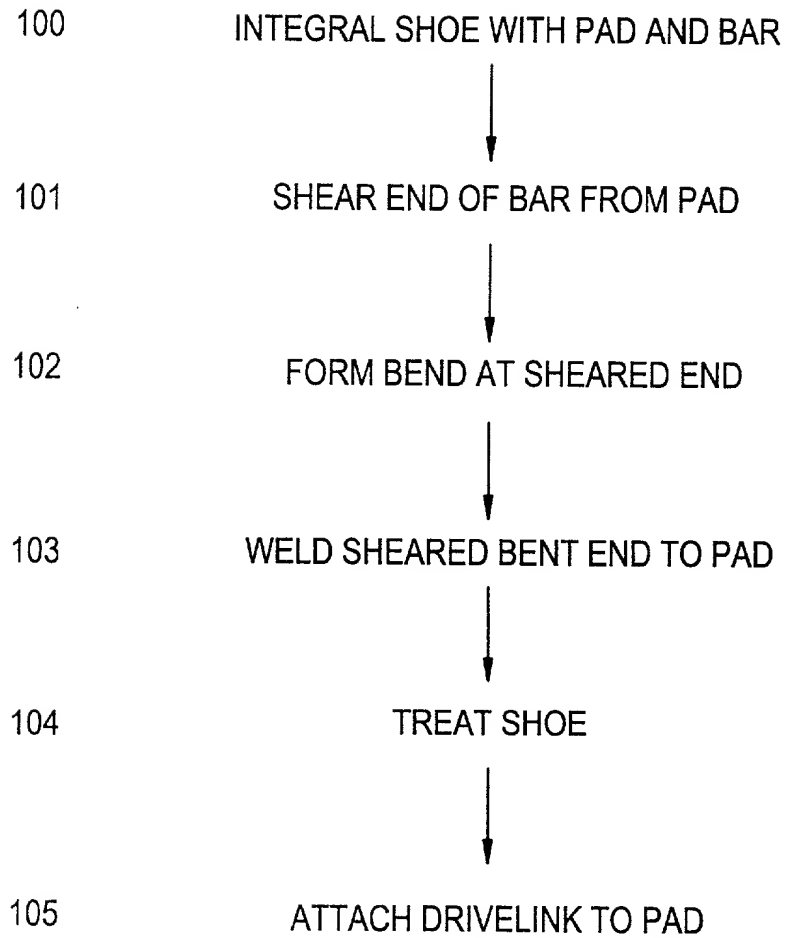 100 INTEGRAL SHOE WITH PAD AND BAR
101 SHEAR END OF BAR FROM PAD
102 FORM BEND AT SHEARED END
103 WELD SHEARED BENT END TO PAD
104 TREAT SHOE
105 ATTACH DRIVELINK TO PAD